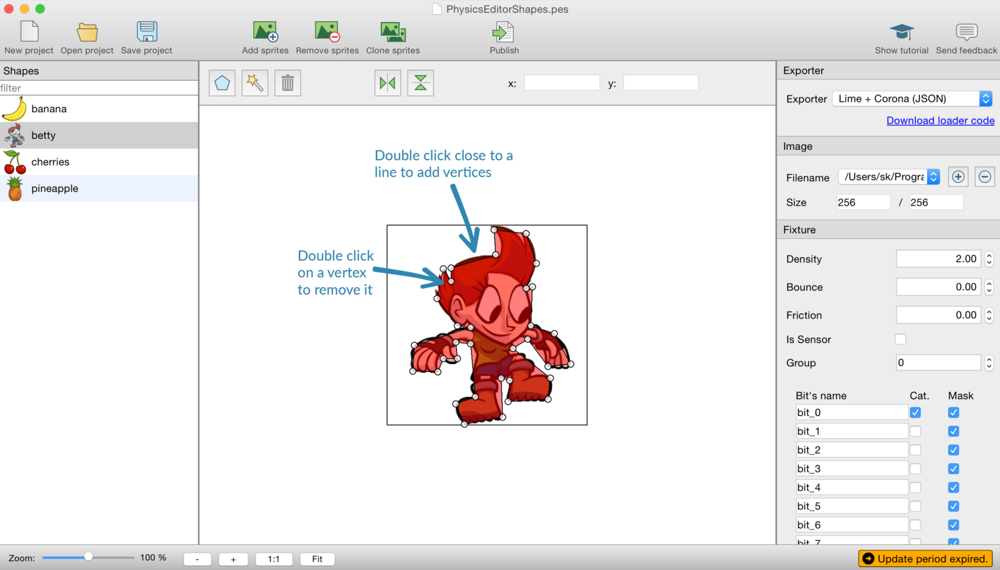 PhysicsEditorShapes.pes
New project
Open project
Save project
Add sprites
Remove sprites
Clone sprites
Publish
Show tutorial
Send feedback
Shapes
filter
banana
betty
cherries
pineapple
x:
y:
Double click close to a
line to add vertices
Double click
on a vertex
to remove it
Exporter
Exporter Lime + Corona (JSON)
Download loader code
Image
Filename /Users/sk/Progra
Size 256 / 256
Fixture
Density 2.00
Bounce 0.00
Friction 0.00
Is Sensor
Group 0
Bit's name Cat. Mask
bit_0
bit_1
bit_2
bit_3
bit_4
bit_5
bit_6
bit_7
Zoom: 100 % - + 1:1 Fit
Update period expired.